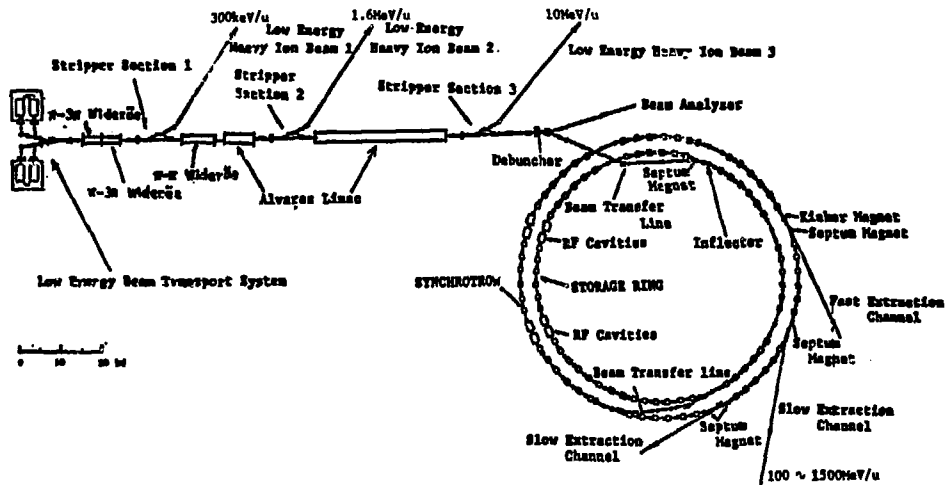 300keV/u
Low Energy
Heavy Ion Beam 1
1.6MeV/u
Low Energy
Heavy Ion Beam 2.
10MeV/u
Low Energy Heavy Ion Beam 3
Stripper Section 1
Stripper
Section 2
Stripper Section 3
π-3π Wideröe
π-3π Wideröe
π-π Wideröe
Alvarez Linac
Debuncher
Beam Analyzer
Low Energy Beam Transport System
Septum
Magnet
Beam Transfer
Line
Inflector
Kicker Magnet
Septum Magnet
RF Cavities
SYNCHROTRON
STORAGE RING
RF Cavities
Fast Extraction
Channel
Septum
Magnet
Beam Transfer line
Slow Extraction
Channel
Septum
Magnet
Slow Extraction
Channel
0 10 20 M
100 ~ 1500MeV/u